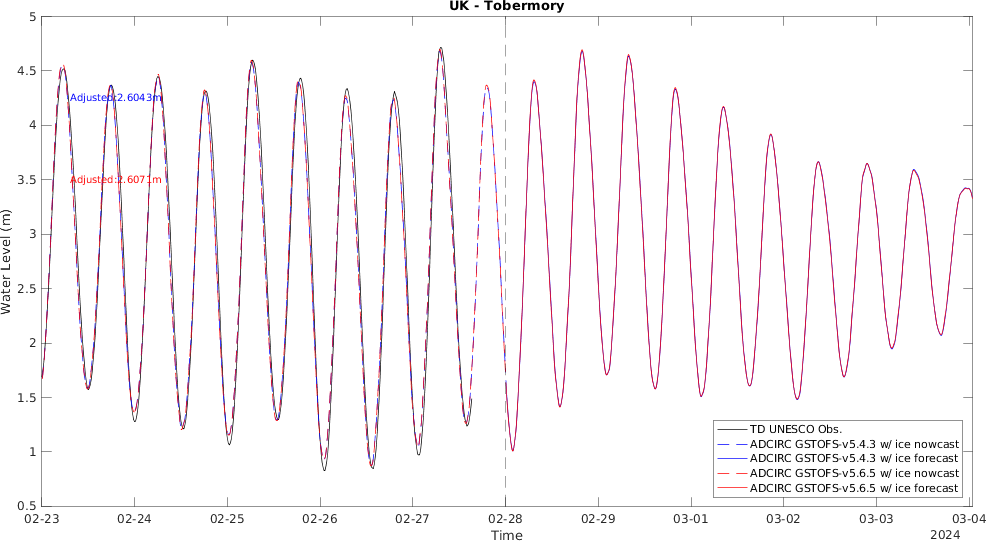 UK - Tobermory
5
4.5
4
3.5
3
2.5
2
1.5
1
0.5
Water Level (m)
Adjusted:2.6043m
Adjusted:2.6071m
TD UNESCO Obs.
ADCIRC GSTOFS-v5.4.3 w/ ice nowcast
ADCIRC GSTOFS-v5.4.3 w/ ice forecast
ADCIRC GSTOFS-v5.6.5 w/ ice nowcast
ADCIRC GSTOFS-v5.6.5 w/ ice forecast
02-23 02-24 02-25 02-26 02-27 02-28 02-29 03-01 03-02 03-03 03-04
Time
2024